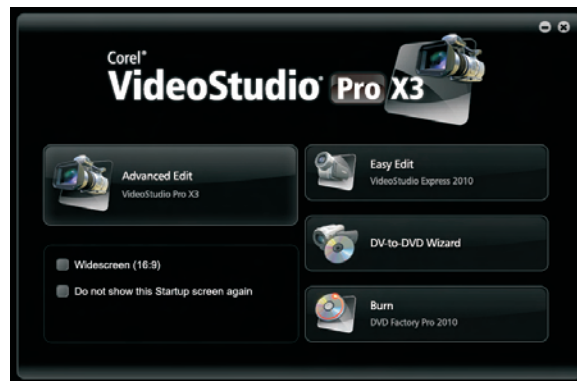 Corel®
VideoStudio® Pro X3
Advanced Edit
VideoStudio Pro X3
Widescreen (16:9)
Do not show this Startup screen again
Easy Edit
VideoStudio Express 2010
DV-to-DVD Wizard
Burn
DVD Factory Pro 2010